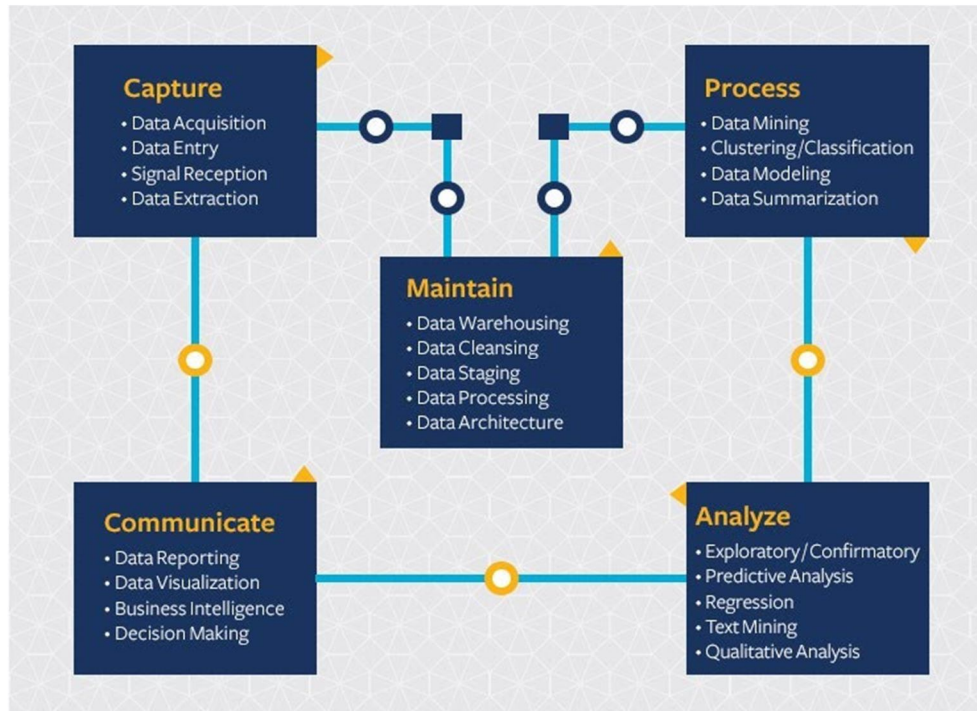 Capture
• Data Acquisition
• Data Entry
• Signal Reception
• Data Extraction
Process
• Data Mining
• Clustering/Classification
• Data Modeling
• Data Summarization
Maintain
• Data Warehousing
• Data Cleansing
• Data Staging
• Data Processing
• Data Architecture
Communicate
• Data Reporting
• Data Visualization
• Business Intelligence
• Decision Making
Analyze
• Exploratory/Confirmatory
• Predictive Analysis
• Regression
• Text Mining
• Qualitative Analysis